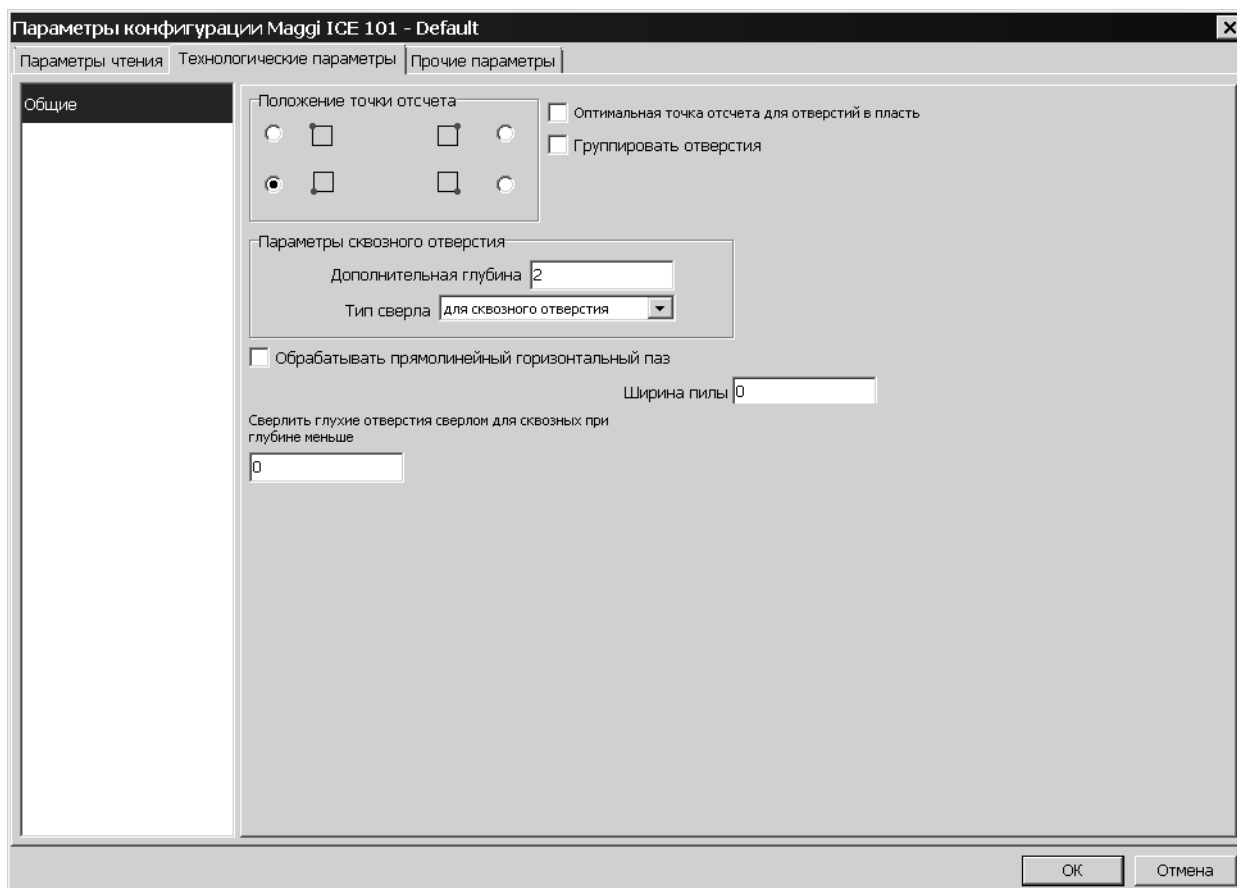 Параметры конфигурации Maggi ICE 101 - Default
Параметры чтения Технологические параметры Прочие параметры
Общие
Положение точки отсчета
Оптимальная точка отсчета для отверстий в пласть
Группировать отверстия
Параметры сквозного отверстия
Дополнительная глубина 2
Тип сверла для сквозного отверстия
Обрабатывать прямолинейный горизонтальный паз
Ширина пилы 0
Сверлить глухие отверстия сверлом для сквозных при
глубине меньше
0
ОК Отмена